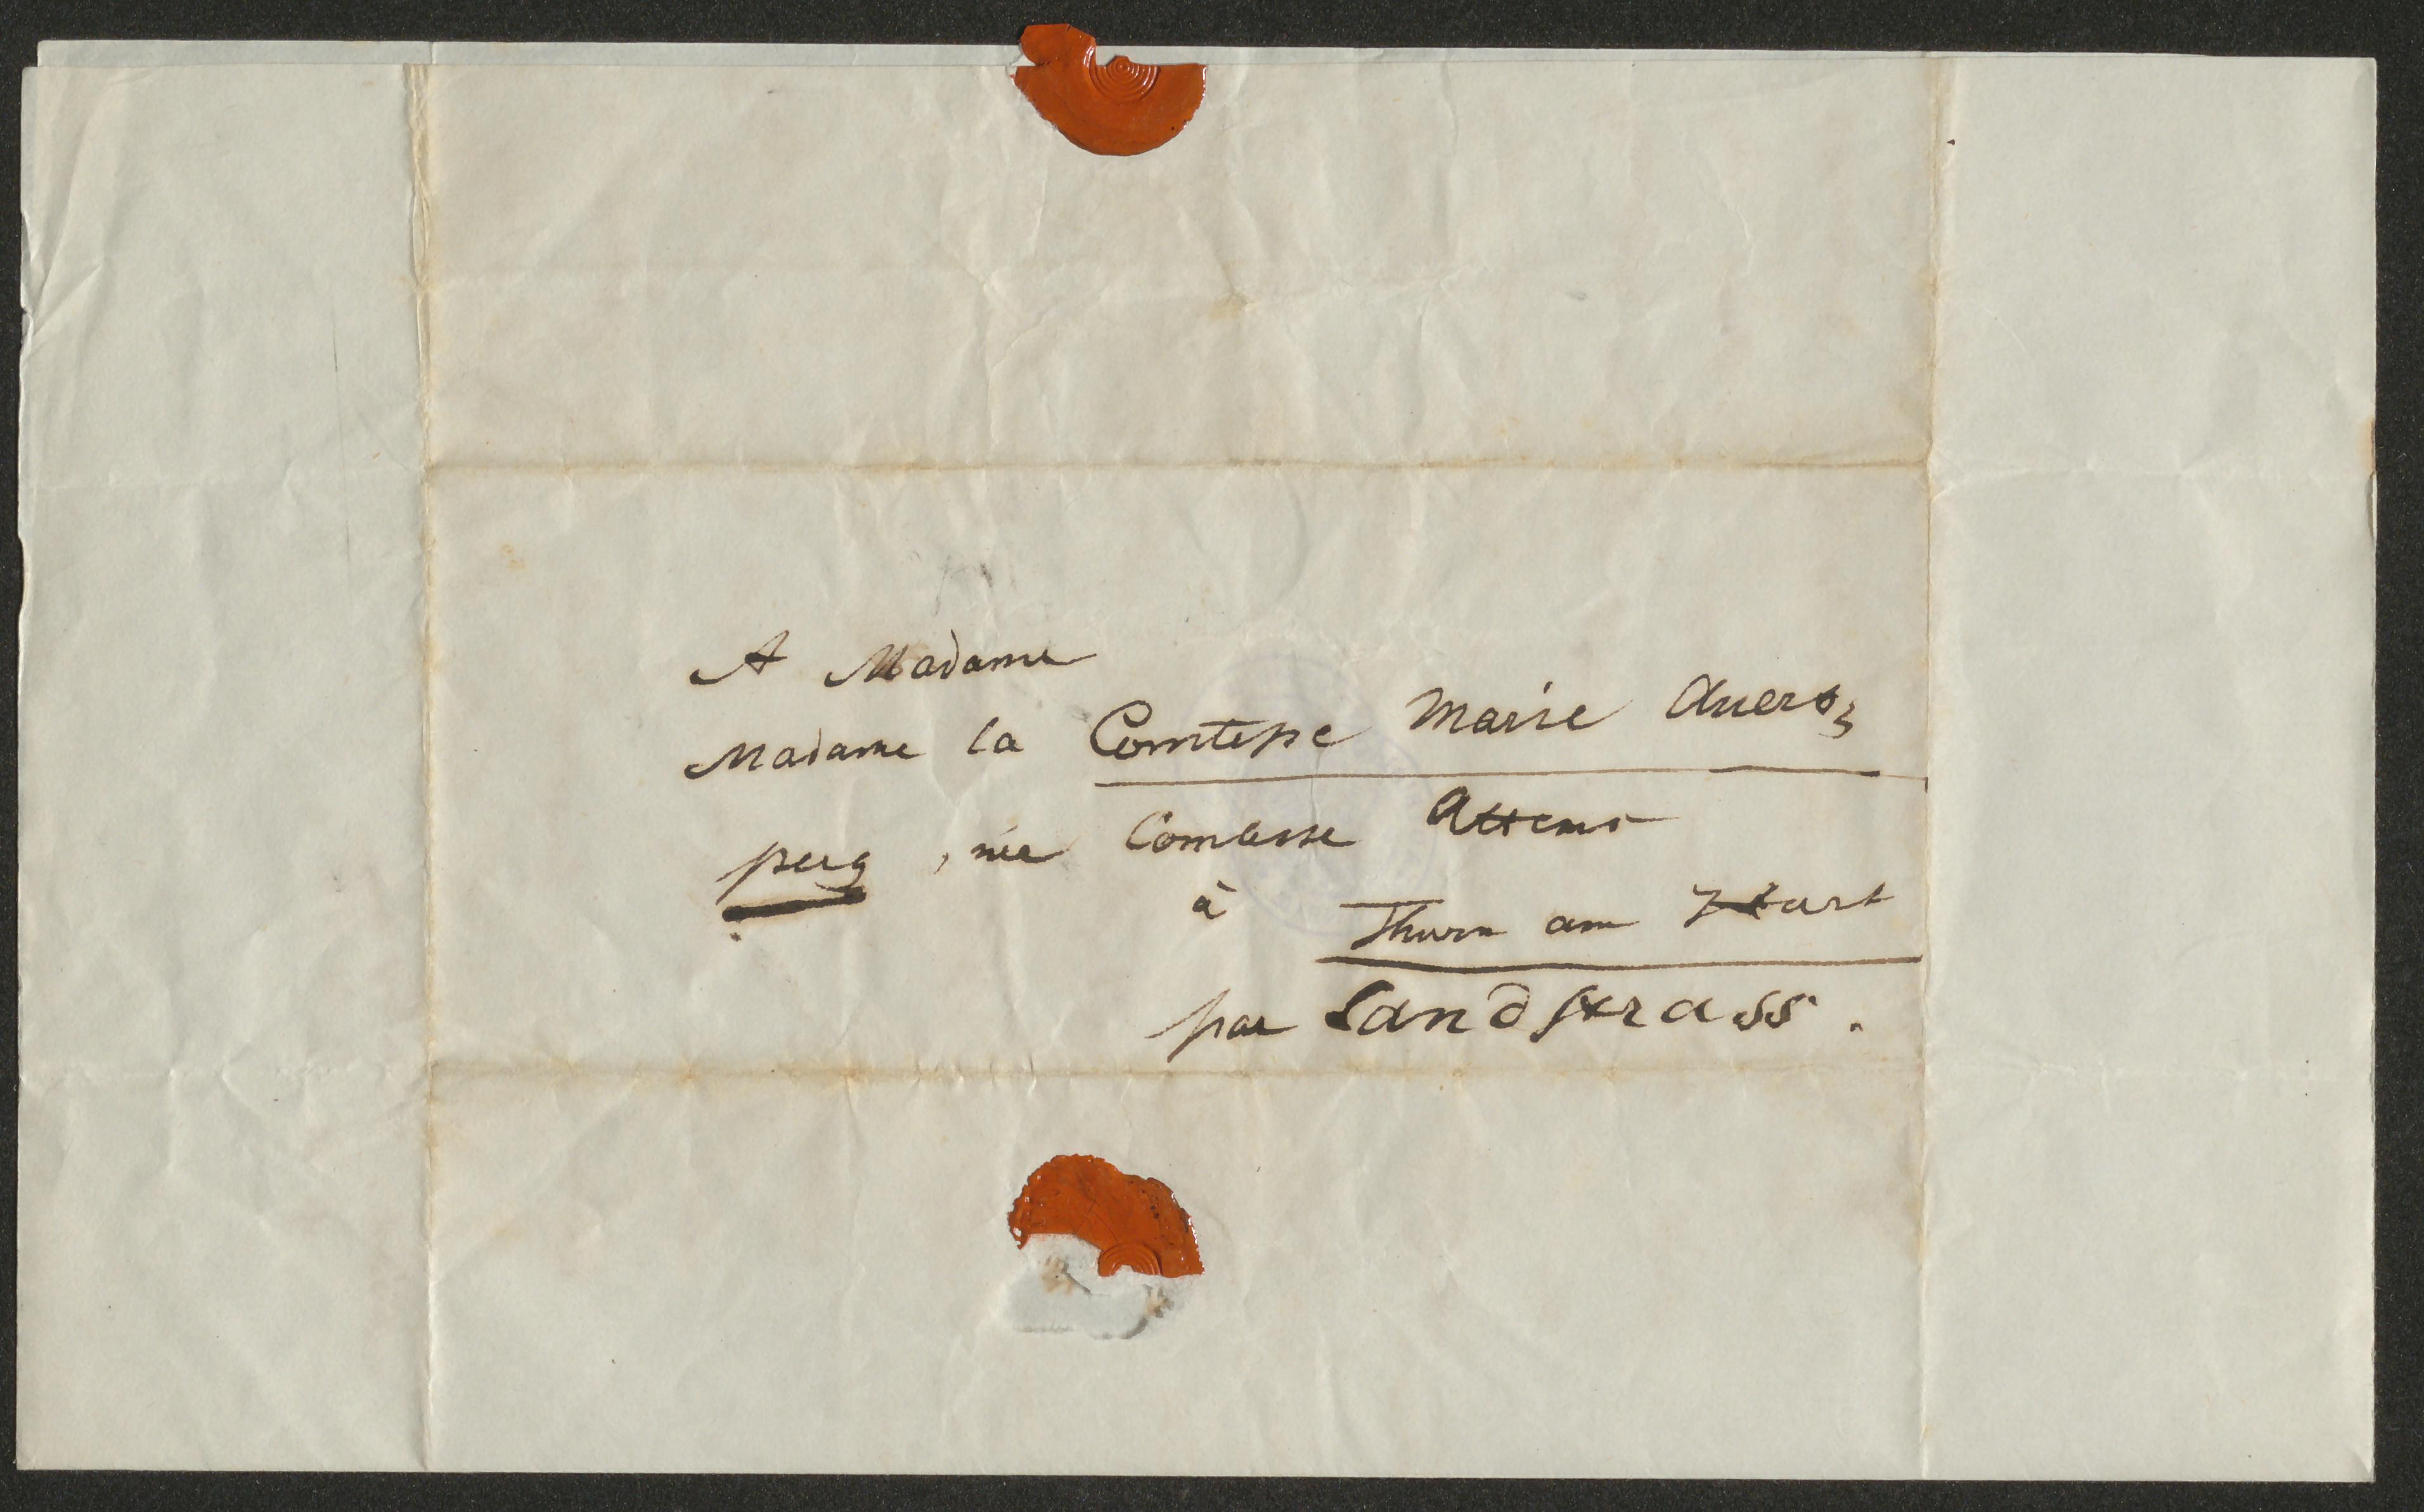 A Madame
Madame la Comtesse Marie Auers=
perg, née Comtesse Attems
à Thurn am Hart
par Landstrass.